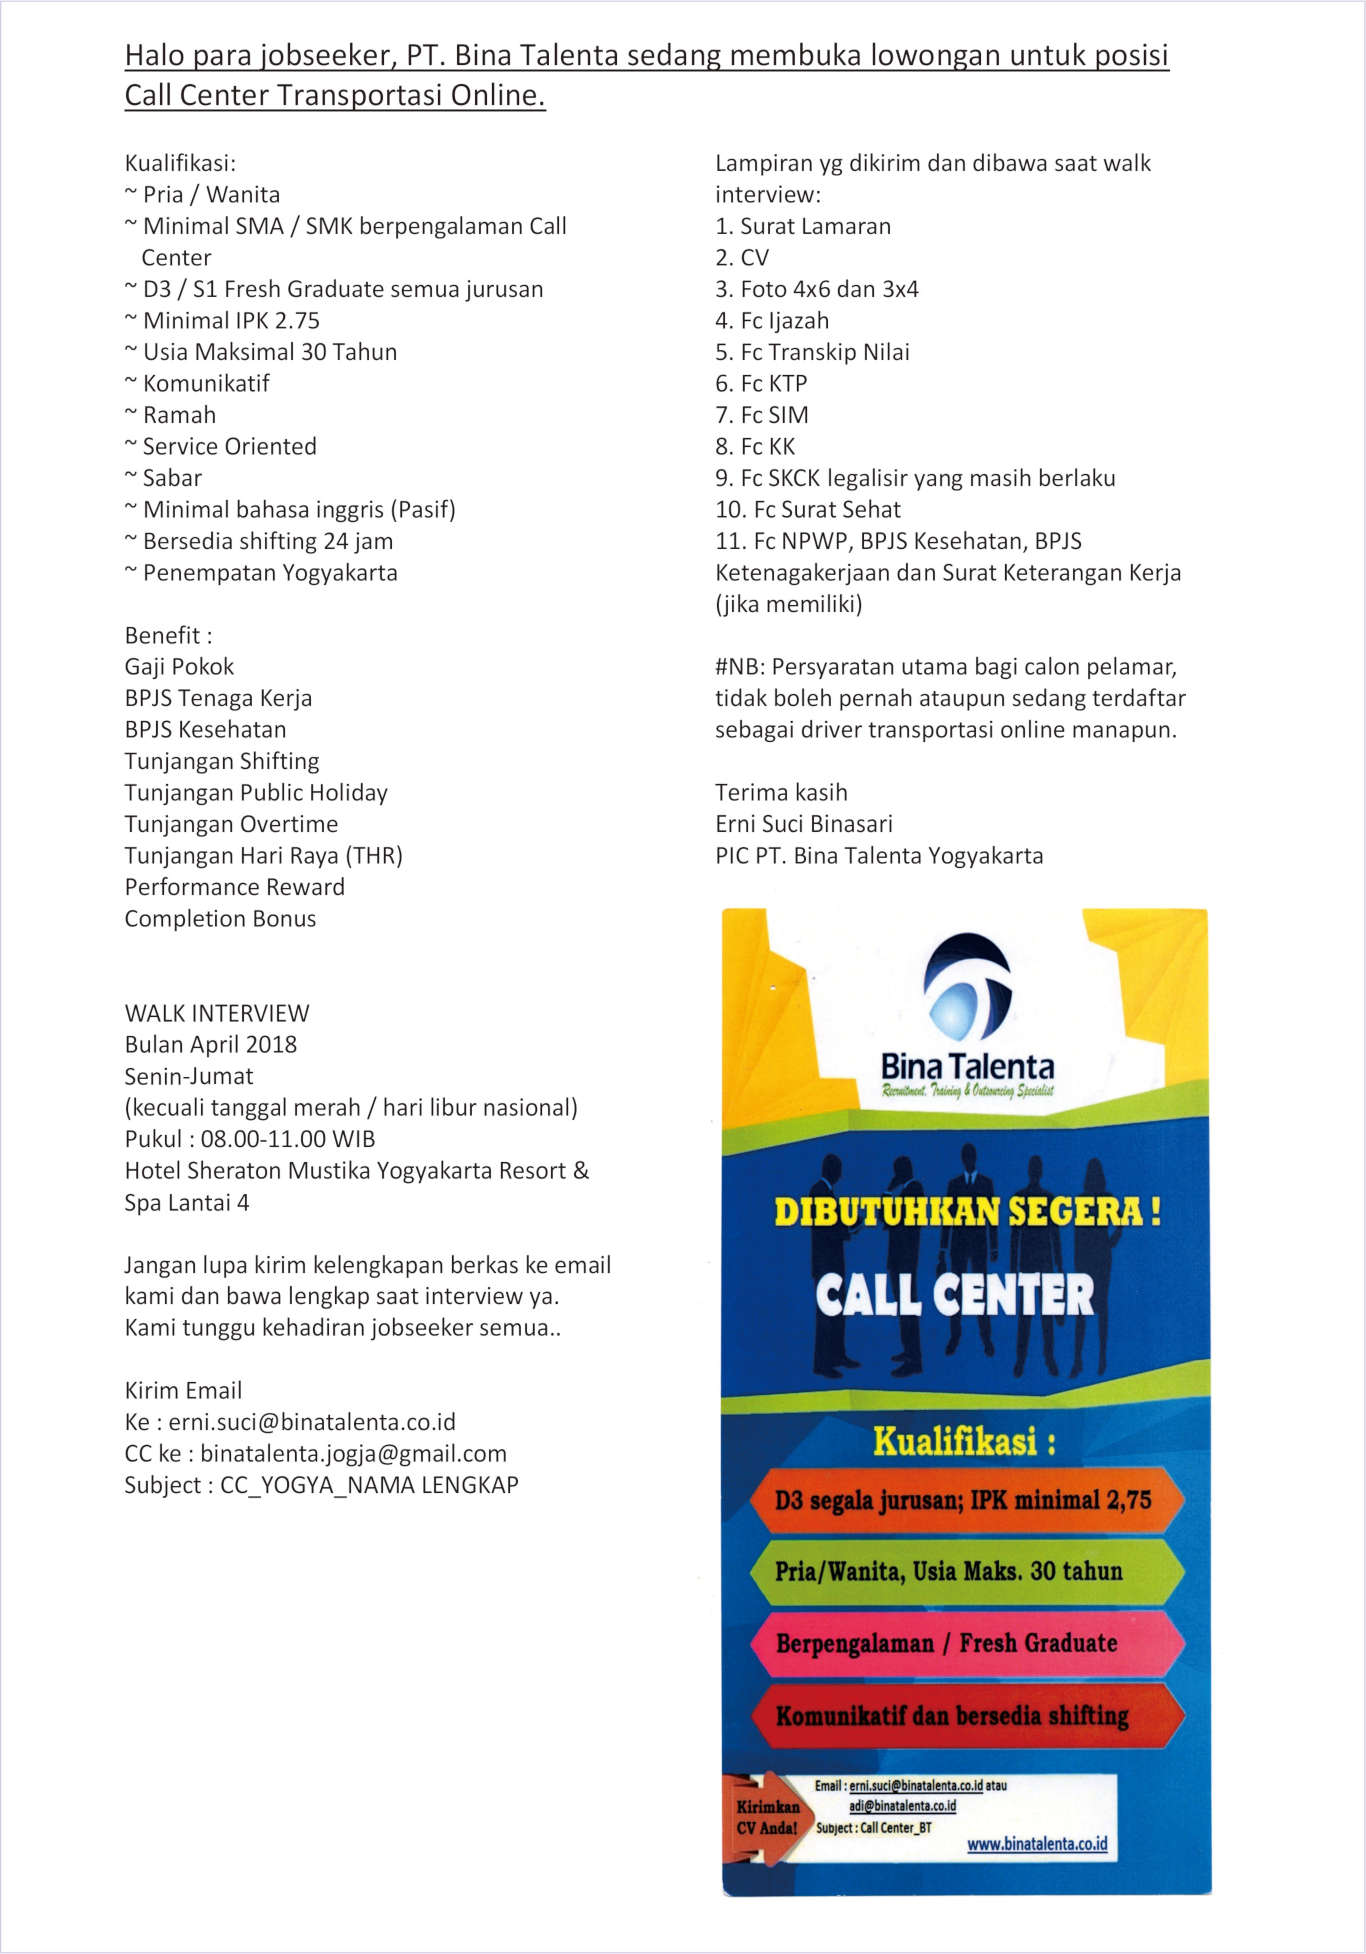 Halo para jobseeker, PT. Bina Talenta sedang membuka lowongan untuk posisi
Call Center Transportasi Online.
Kualifikasi:
~ Pria / Wanita
~ Minimal SMA / SMK berpengalaman Call
Center
~ D3 / S1 Fresh Graduate semua jurusan
~ Minimal IPK 2.75
~ Usia Maksimal 30 Tahun
~ Komunikatif
~ Ramah
~ Service Oriented
~ Sabar
~ Minimal bahasa inggris (Pasif)
~ Bersedia shifting 24 jam
~ Penempatan Yogyakarta
Benefit :
Gaji Pokok
BPJS Tenaga Kerja
BPJS Kesehatan
Tunjangan Shifting
Tunjangan Public Holiday
Tunjangan Overtime
Tunjangan Hari Raya (THR)
Performance Reward
Completion Bonus
WALK INTERVIEW
Bulan April 2018
Senin-Jumat
(kecuali tanggal merah / hari libur nasional)
Pukul : 08.00-11.00 WIB
Hotel Sheraton Mustika Yogyakarta Resort &
Spa Lantai 4
Jangan lupa kirim kelengkapan berkas ke email
kami dan bawa lengkap saat interview ya.
Kami tunggu kehadiran jobseeker semua..
Kirim Email
Ke : erni.suci@binatalenta.co.id
CC ke : binatalenta.jogja@gmail.com
Subject : CC_YOGYA_NAMA LENGKAP
Lampiran yg dikirim dan dibawa saat walk
interview:
1. Surat Lamaran
2. CV
3. Foto 4x6 dan 3x4
4. Fc Ijazah
5. Fc Transkip Nilai
6. Fc KTP
7. Fc SIM
8. Fc KK
9. Fc SKCK legalisir yang masih berlaku
10. Fc Surat Sehat
11. Fc NPWP, BPJS Kesehatan, BPJS
Ketenagakerjaan dan Surat Keterangan Kerja
(jika memiliki)
#NB: Persyaratan utama bagi calon pelamar,
tidak boleh pernah ataupun sedang terdaftar
sebagai driver transportasi online manapun.
Terima kasih
Erni Suci Binasari
PIC PT. Bina Talenta Yogyakarta
Bina Talenta
Recruitment, Training & Outsourcing Specialist
DIBUTUHKAN SEGERA !
CALL CENTER
Kualifikasi :
D3 segala jurusan; IPK minimal 2,75
Pria/Wanita, Usia Maks. 30 tahun
Berpengalaman / Fresh Graduate
Komunikatif dan bersedia shifting
Kirimkan
CV Anda!
Email : erni.suci@binatalenta.co.id atau
adi@binatalenta.co.id
Subject : Call Center_BT
www.binatalenta.co.id